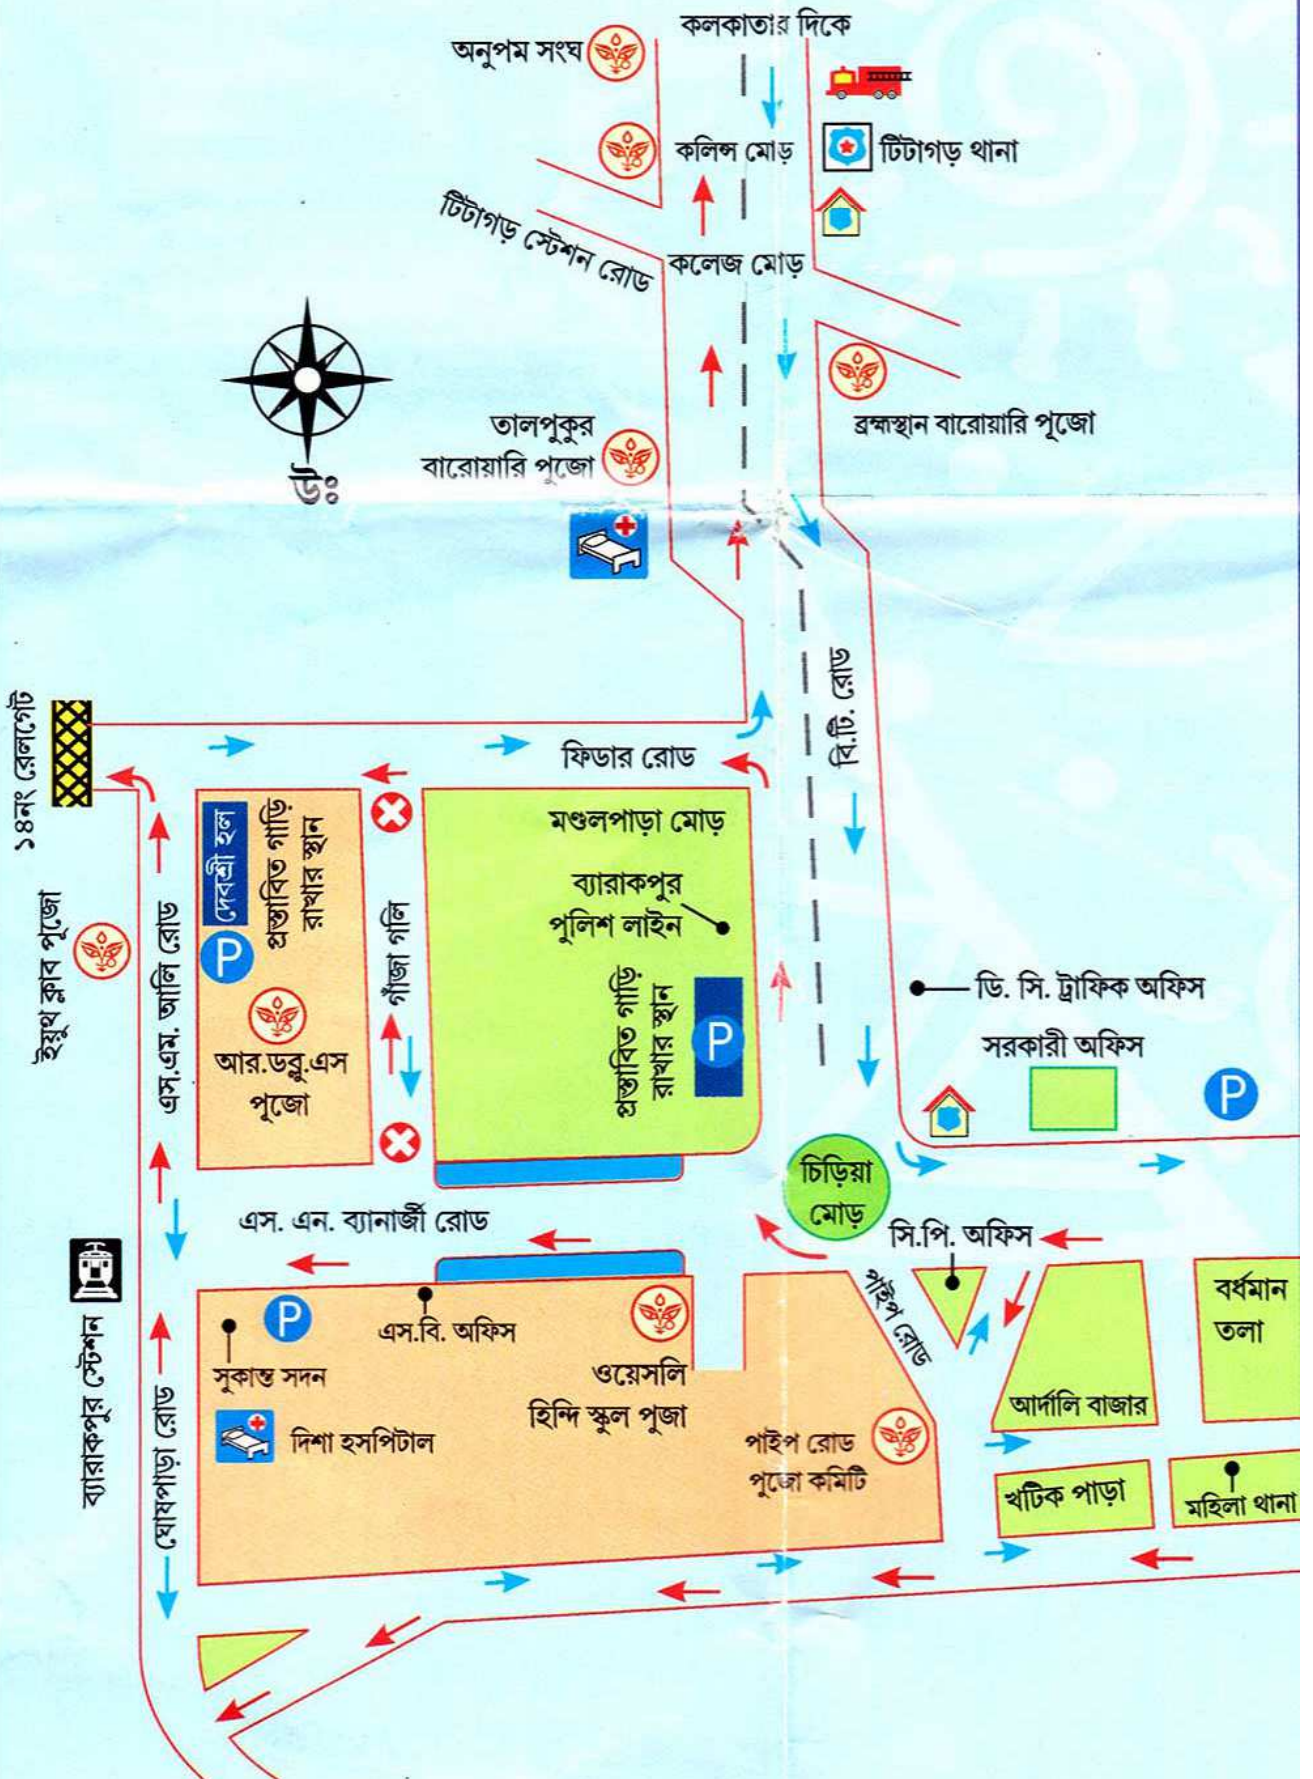 কলকাতার দিকে
অনুপম সংঘ
কলিন্স মোড়
টিটাগড় থানা
টিটাগড় স্টেশন রোড
কলেজ মোড়
ব্রহ্মস্থান বারোয়ারি পূজো
তালপুকুর
বারোয়ারি পুজো
উঃ
বি.টি. রোড
১৪নং রেলগেট
ফিডার রোড
দেবশ্রী হল
প্রস্তাবিত গাড়ি
রাখার স্থান
P
মণ্ডলপাড়া মোড়
ব্যারাকপুর
পুলিশ লাইন
ইয়ুথ ক্লাব পূজো
এস.এম. আলি রোড
গাঁজা গলি
আর.ডব্লু.এস
পূজো
প্রস্তাবিত গাড়ি
রাখার স্থান
P
ডি. সি. ট্রাফিক অফিস
সরকারী অফিস
P
চিড়িয়া
মোড়
এস. এন. ব্যানার্জী রোড
সি.পি. অফিস
পাইপ রোড
বর্ধমান
তলা
ব্যারাকপুর স্টেশন
ঘোষপাড়া রোড
P
সুকান্ত সদন
এস.বি. অফিস
ওয়েসলি
হিন্দি স্কুল পুজা
দিশা হসপিটাল
পাইপ রোড
পুজো কমিটি
আর্দালি বাজার
খটিক পাড়া
মহিলা থানা